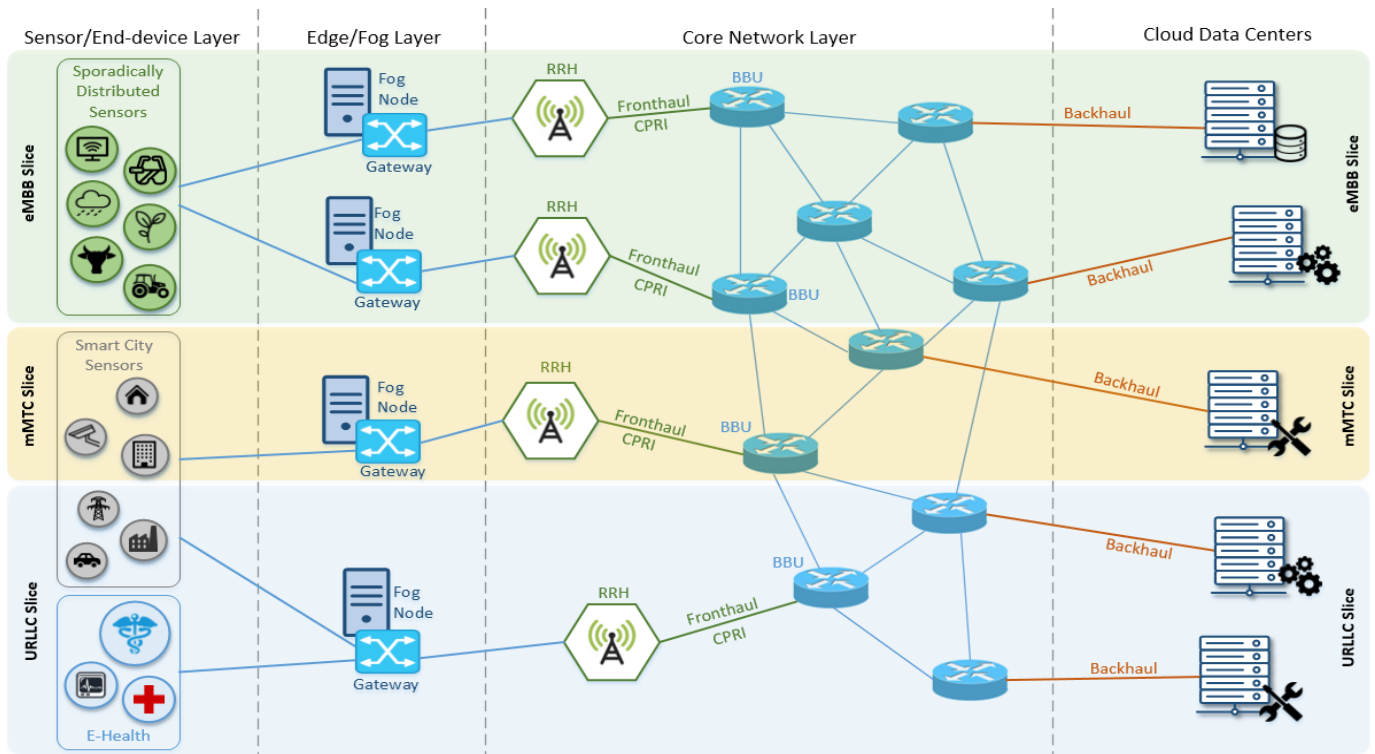 Sensor/End-device Layer
Edge/Fog Layer
Core Network Layer
Cloud Data Centers
eMBB Slice
Sporadically
Distributed
Sensors
Fog
Node
Gateway
RRH
Fronthaul
CPRI
BBU
Backhaul
eMBB Slice
Fog
Node
Gateway
RRH
Fronthaul
CPRI
BBU
Backhaul
mMTC Slice
Smart City
Sensors
Fog
Node
Gateway
RRH
Fronthaul
CPRI
BBU
Backhaul
mMTC Slice
URLLC Slice
Fog
Node
Gateway
RRH
Fronthaul
CPRI
BBU
Backhaul
Backhaul
URLLC Slice
E-Health